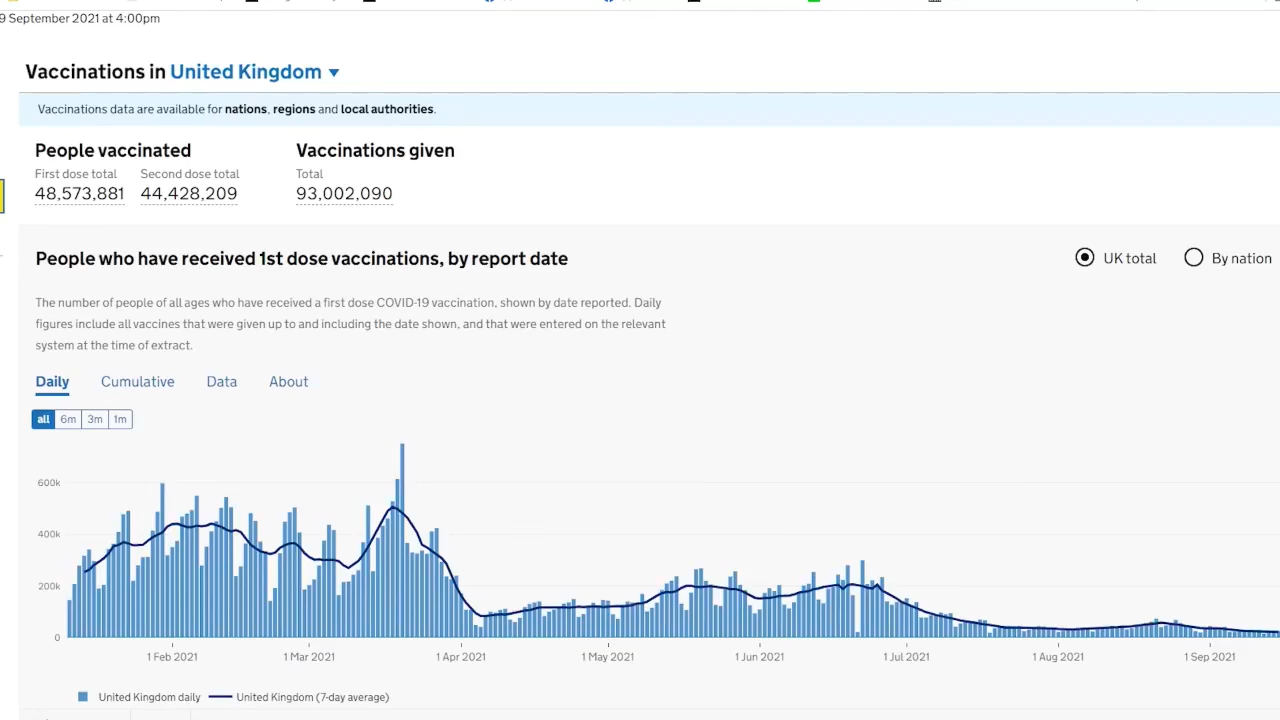 9 September 2021 at 4:00pm
Vaccinations in United Kingdom
Vaccinations data are available for nations, regions and local authorities.
People vaccinated
Vaccinations given
First dose total
Second dose total
Total
48,573,881
44,428,209
93,002,090
People who have received 1st dose vaccinations, by report date
UK total
By nation
The number of people of all ages who have received a first dose COVID-19 vaccination, shown by date reported. Daily
figures include all vaccines that were given up to and including the date shown, and that were entered on the relevant
system at the time of extract.
Daily
Cumulative
Data
About
all
6m
3m
1m
600k
400k
200k
0
1 Feb 2021
1 Mar 2021
1 Apr 2021
1 May 2021
1 Jun 2021
1 Jul 2021
1 Aug 2021
1 Sep 2021
United Kingdom daily
United Kingdom (7-day average)